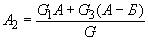 A₂ = (G₁A + G₃(A − E)) / G